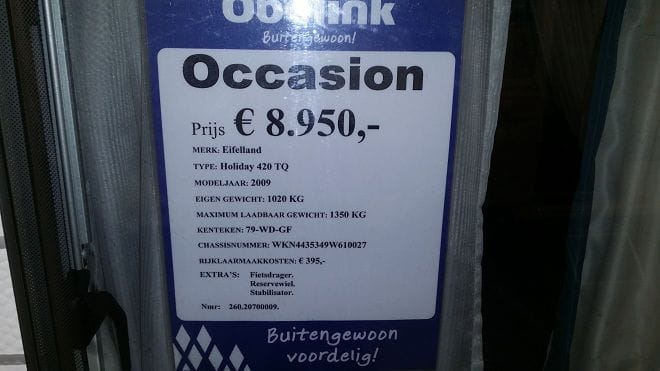 Obelink
Buitengewoon!
Occasion
Prijs € 8.950,-
MERK: Eifelland
TYPE: Holiday 420 TQ
MODELJAAR: 2009
EIGEN GEWICHT: 1020 KG
MAXIMUM LAADBAAR GEWICHT: 1350 KG
KENTEKEN: 79-WD-GF
CHASSISNUMMER: WKN4435349W610027
RIJKLAARMAAKKOSTEN: € 395,-
EXTRA'S: Fietsdrager.
Reservewiel.
Stabilisator.
Nmr: 260.20700009.
Buitengewoon
voordelig!